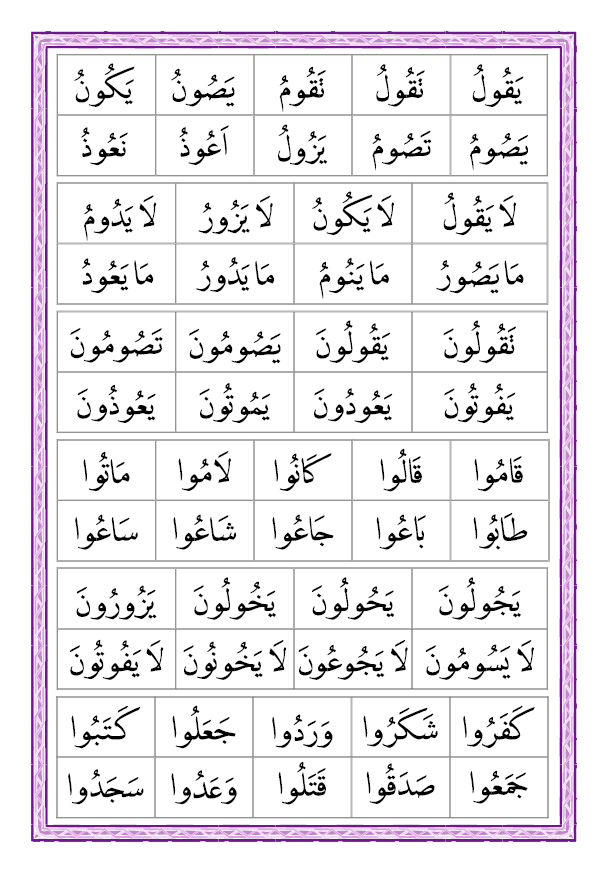 يَقُولُ نَقُولُ نَقُومُ يَصُونُ يَكُونُ
يَصُومُ تَصُومُ يَزُولُ اَعُوذُ نَعُوذُ
لَا يَقُولُ لَا يَكُونُ لَا يَزُورُ لَا يَدُومُ
مَا يَصُورُ مَا يَنُومُ مَا يَدُورُ مَا يَعُودُ
نَقُولُونَ يَقُولُونَ يَصُومُونَ تَصُومُونَ
يَفُوتُونَ يَعُودُونَ يَمُوتُونَ يَعُوذُونَ
قَامُوا قَالُوا كَانُوا لَامُوا مَاتُوا
طَابُوا بَاعُوا جَاعُوا شَاعُوا سَاعُوا
يَجُولُونَ يَحُولُونَ يَخُولُونَ يَزُورُونَ
لَا يَسُومُونَ لَا يَجُوعُونَ لَا يَخُونُونَ لَا يَفُوتُونَ
كَفَرُوا شَكَرُوا وَرَدُوا جَعَلُوا كَتَبُوا
جَمَعُوا صَدَقُوا قَتَلُوا وَعَدُوا سَجَدُوا